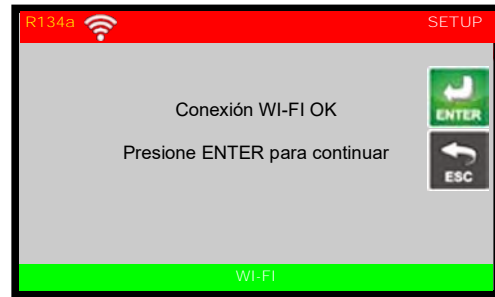 R134a SETUP
Conexión WI-FI OK
ENTER
Presione ENTER para continuar
ESC
WI-FI